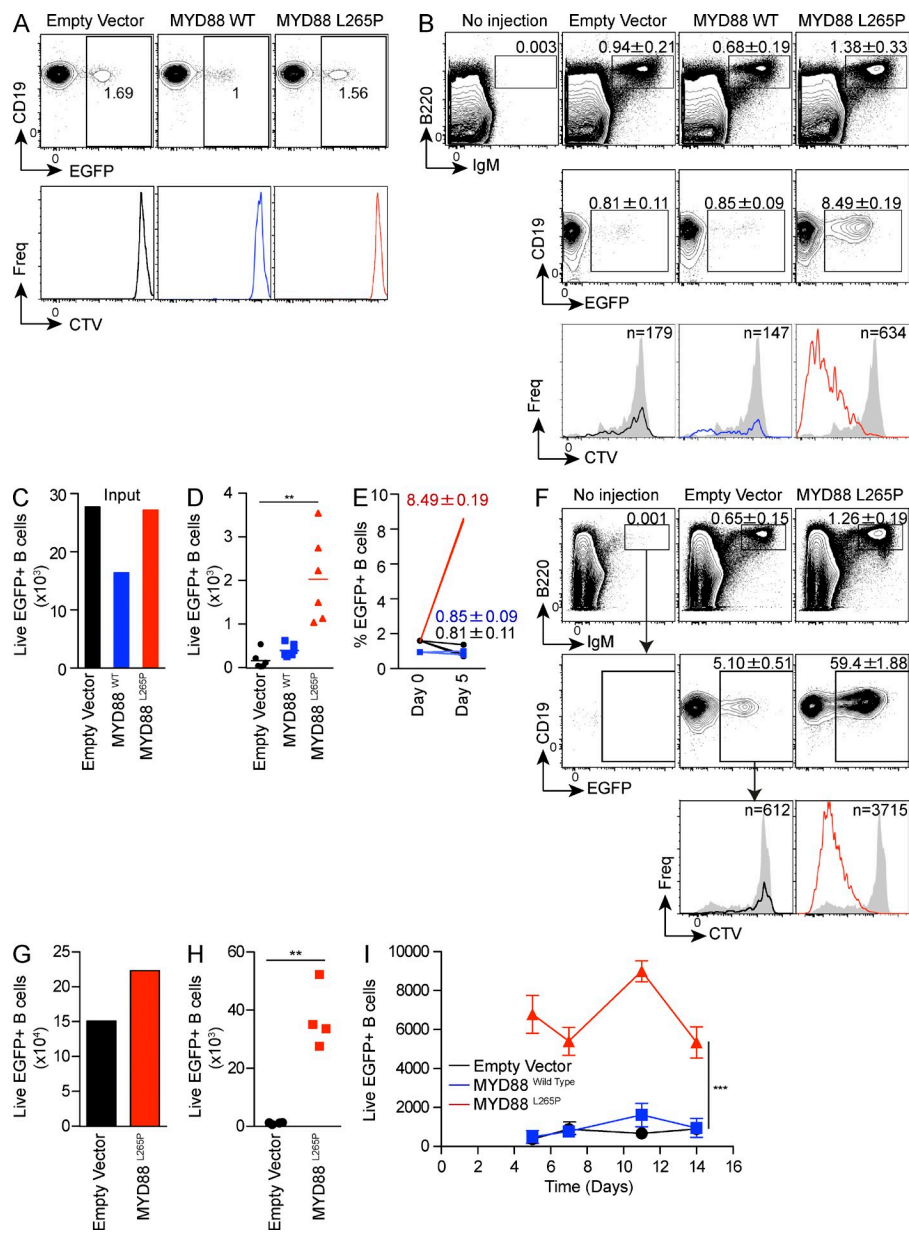 A
Empty Vector
MYD88 WT
MYD88 L265P
CD19
0
1.69
1
1.56
0
EGFP
Freq
0
CTV
B
No injection
Empty Vector
MYD88 WT
MYD88 L265P
0.003
0.94±0.21
0.68±0.19
1.38±0.33
B220
0
0
IgM
0.81±0.11
0.85±0.09
8.49±0.19
CD19
0
0
EGFP
n=179
n=147
n=634
Freq
0
CTV
C
Input
Live EGFP+ B cells
(x10³)
30
20
10
0
Empty Vector
MYD88 WT
MYD88 L265P
D
**
Live EGFP+ B cells
(x10³)
4
3
2
1
0
Empty Vector
MYD88 WT
MYD88 L265P
E
8.49±0.19
% EGFP+ B cells
10
8
6
4
2
0
0.85±0.09
0.81±0.11
Day 0
Day 5
F
No injection
Empty Vector
MYD88 L265P
0.001
0.65±0.15
1.26±0.19
B220
0
0
IgM
5.10±0.51
59.4±1.88
CD19
0
0
EGFP
n=612
n=3715
Freq
0
CTV
G
Live EGFP+ B cells
(x10⁴)
25
20
15
10
5
0
Empty Vector
MYD88 L265P
H
**
Live EGFP+ B cells
(x10³)
60
40
20
0
Empty Vector
MYD88 L265P
I
Live EGFP+ B cells
10000
8000
6000
4000
2000
0
Empty Vector
MYD88 Wild Type
MYD88 L265P
***
0 2 4 6 8 10 12 14 16
Time (Days)